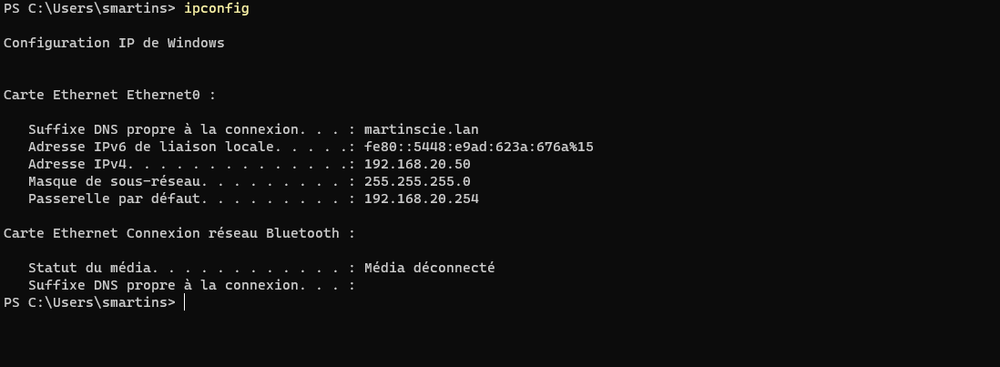 PS C:\Users\smartins> ipconfig
Configuration IP de Windows
Carte Ethernet Ethernet0 :
Suffixe DNS propre à la connexion. . . : martinscie.lan
Adresse IPv6 de liaison locale. . . . .: fe80::5448:e9ad:623a:676a%15
Adresse IPv4. . . . . . . . . . . . . .: 192.168.20.50
Masque de sous-réseau. . . . . . . . . : 255.255.255.0
Passerelle par défaut. . . . . . . . . : 192.168.20.254
Carte Ethernet Connexion réseau Bluetooth :
Statut du média. . . . . . . . . . . . : Média déconnecté
Suffixe DNS propre à la connexion. . . :
PS C:\Users\smartins>